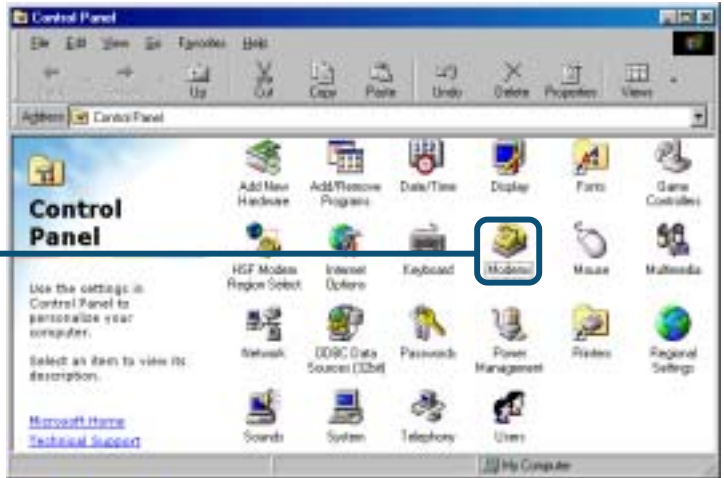 Control Panel
File Edit View Go Favorites Help
Up Cut Copy Paste Undo Delete Properties Views
Address Control Panel
Control
Panel
Use the settings in
Control Panel to
personalize your
computer.
Select an item to view its
description.
Microsoft Home
Technical Support
Add New
Hardware
Add/Remove
Programs
Date/Time
Display
Fonts
Game
Controllers
HSF Modem
Region Select
Internet
Options
Keyboard
Modems
Mouse
Multimedia
Network
ODBC Data
Sources (32bit)
Passwords
Power
Management
Printers
Regional
Settings
Sounds
System
Telephony
Users
My Computer